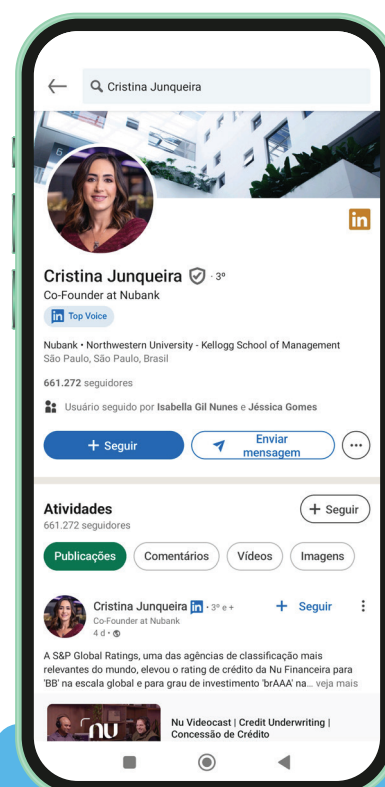 Cristina Junqueira
in
Cristina Junqueira · 3º
Co-Founder at Nubank
in Top Voice
Nubank • Northwestern University - Kellogg School of Management
São Paulo, São Paulo, Brasil
661.272 seguidores
Usuário seguido por Isabella Gil Nunes e Jéssica Gomes
+ Seguir
Enviar
mensagem
Atividades
+ Seguir
661.272 seguidores
Publicações Comentários Vídeos Imagens
Cristina Junqueira in • 3º e + + Seguir
Co-Founder at Nubank
4 d •
A S&P Global Ratings, uma das agências de classificação mais
relevantes do mundo, elevou o rating de crédito da Nu Financeira para
'BB' na escala global e para grau de investimento 'brAAA' na... veja mais
nu
Nu Videocast | Credit Underwriting |
Concessão de Crédito